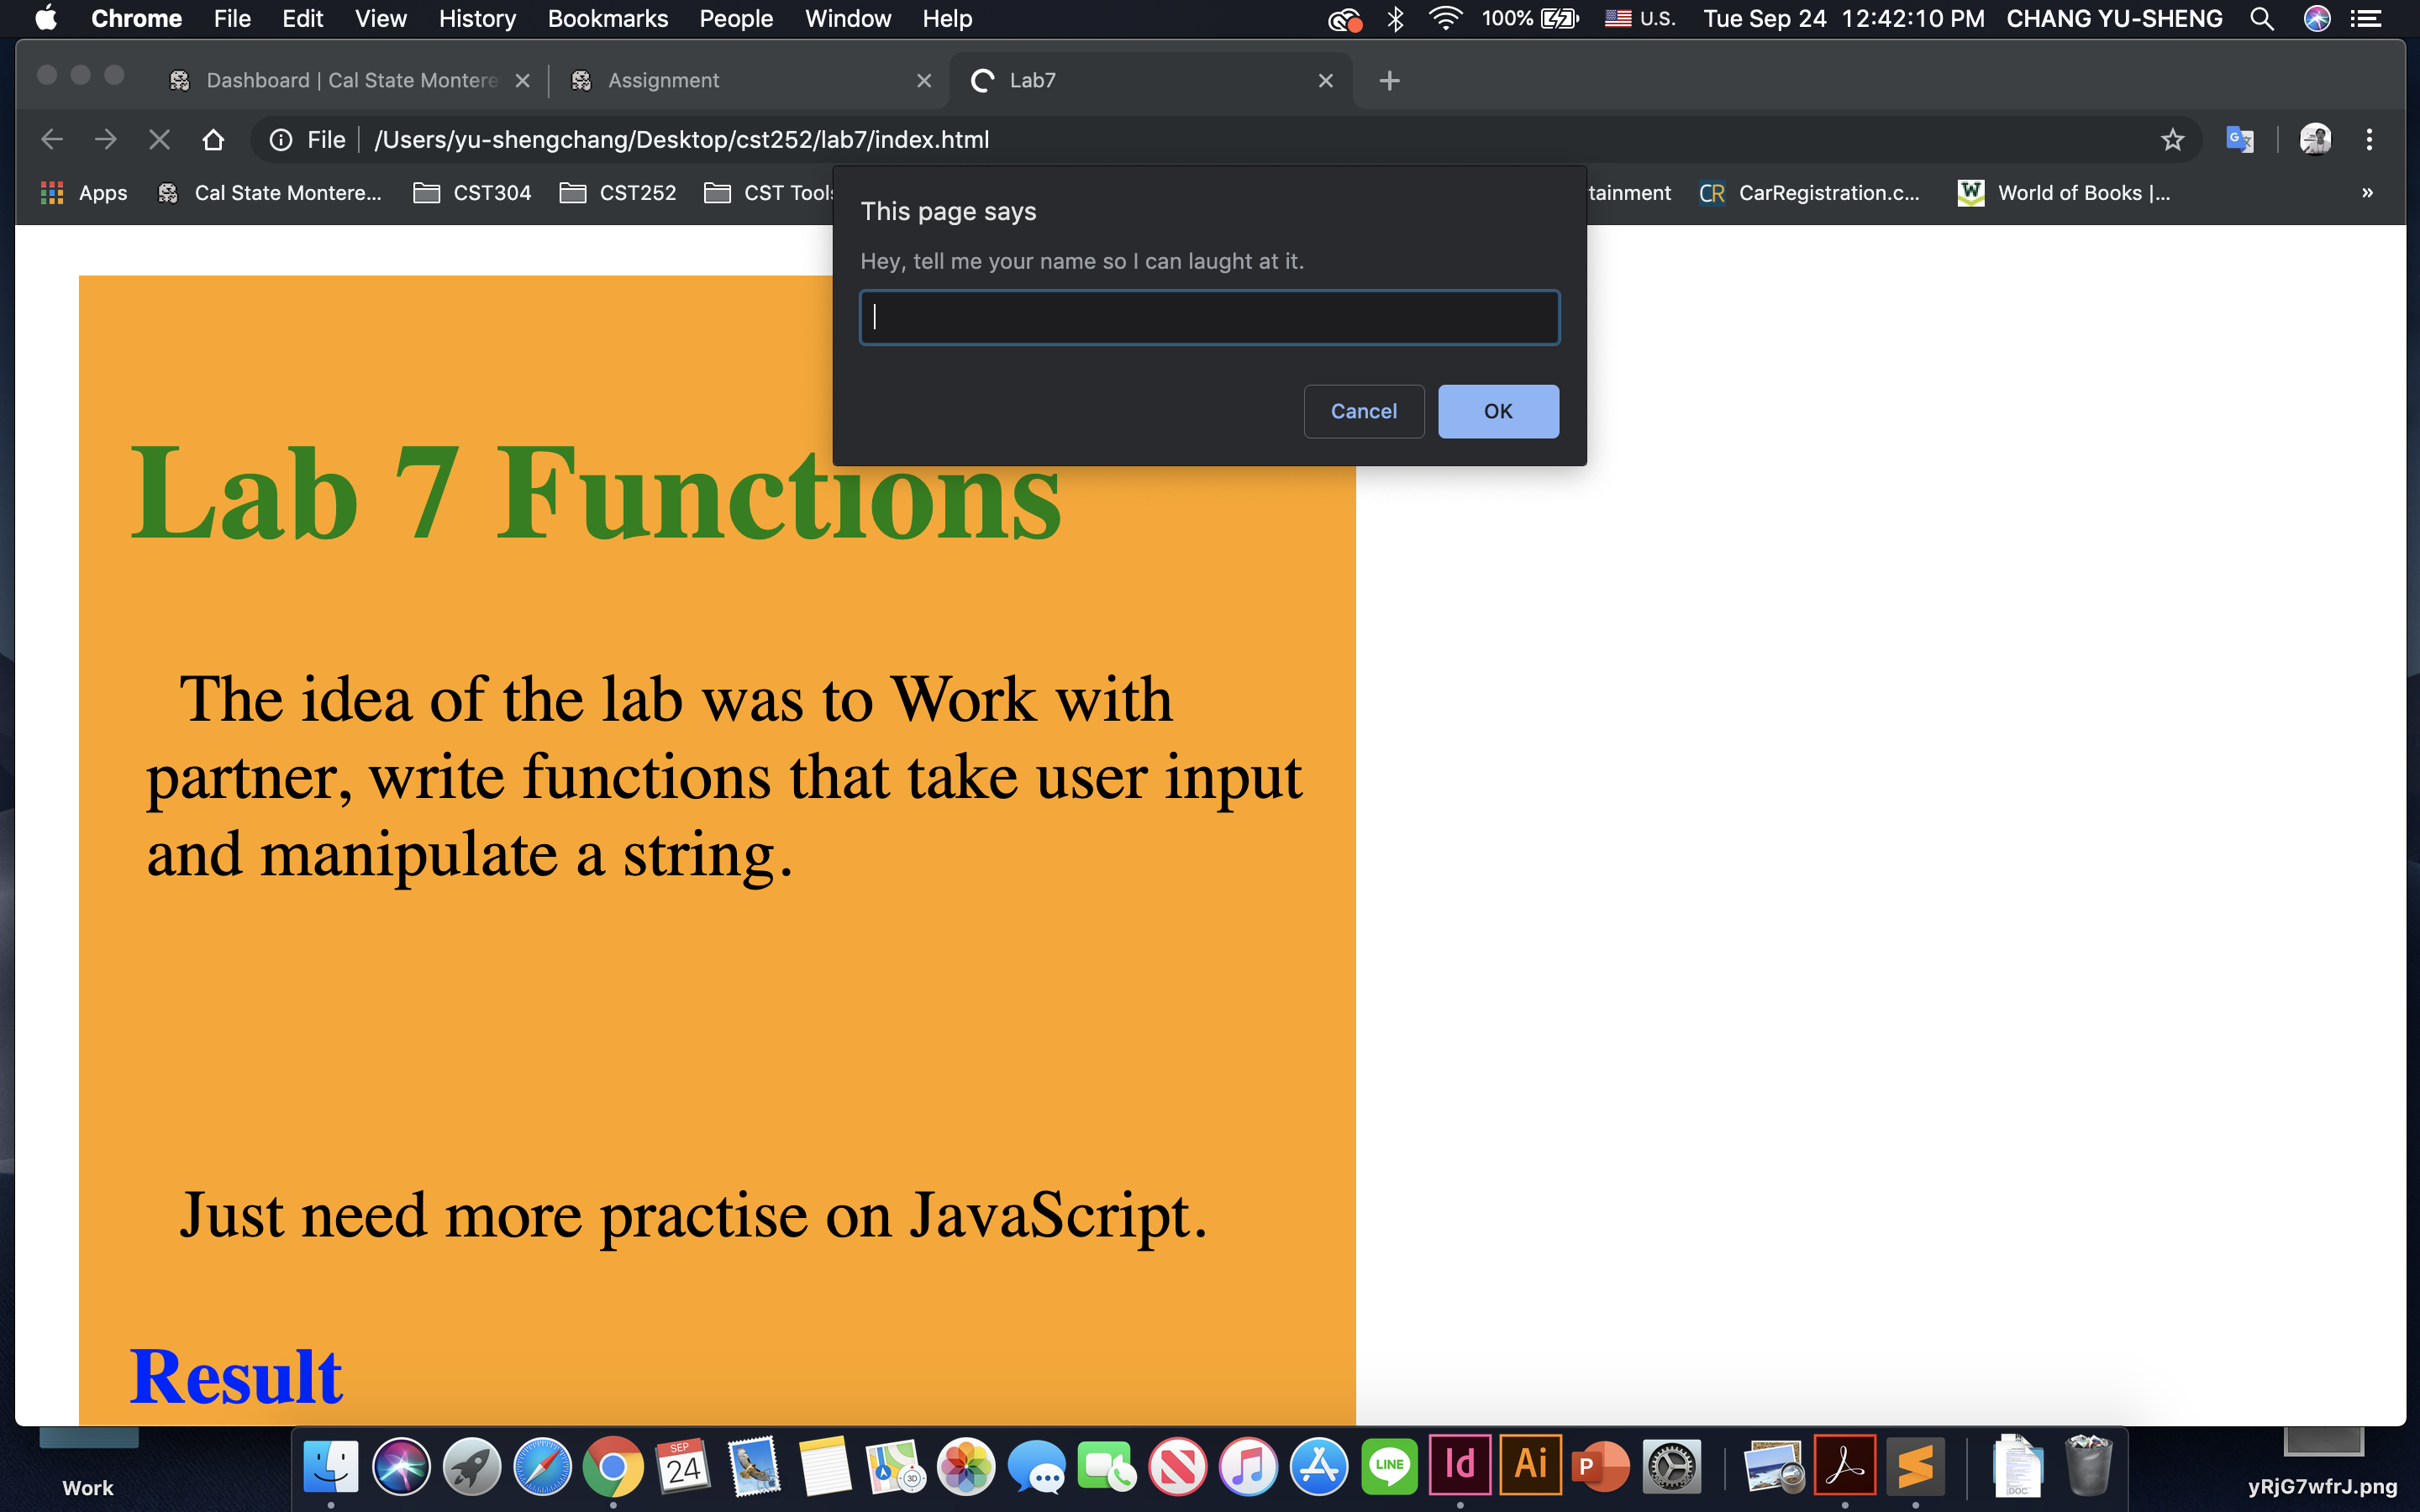 Chrome File Edit View History Bookmarks People Window Help 100% U.S. Tue Sep 24 12:42:10 PM CHANG YU-SHENG
Dashboard | Cal State Montere Assignment Lab7
File /Users/yu-shengchang/Desktop/cst252/lab7/index.html
Apps Cal State Montere... CST304 CST252 CST Tools tainment CR CarRegistration.c... W World of Books |... »
This page says
Hey, tell me your name so I can laught at it.
Cancel OK
Lab 7 Functions
The idea of the lab was to Work with
partner, write functions that take user input
and manipulate a string.
Just need more practise on JavaScript.
Result
SEP
24
3D
LINE
Id
Ai
P
.DOC
Work
yRjG7wfrJ.png